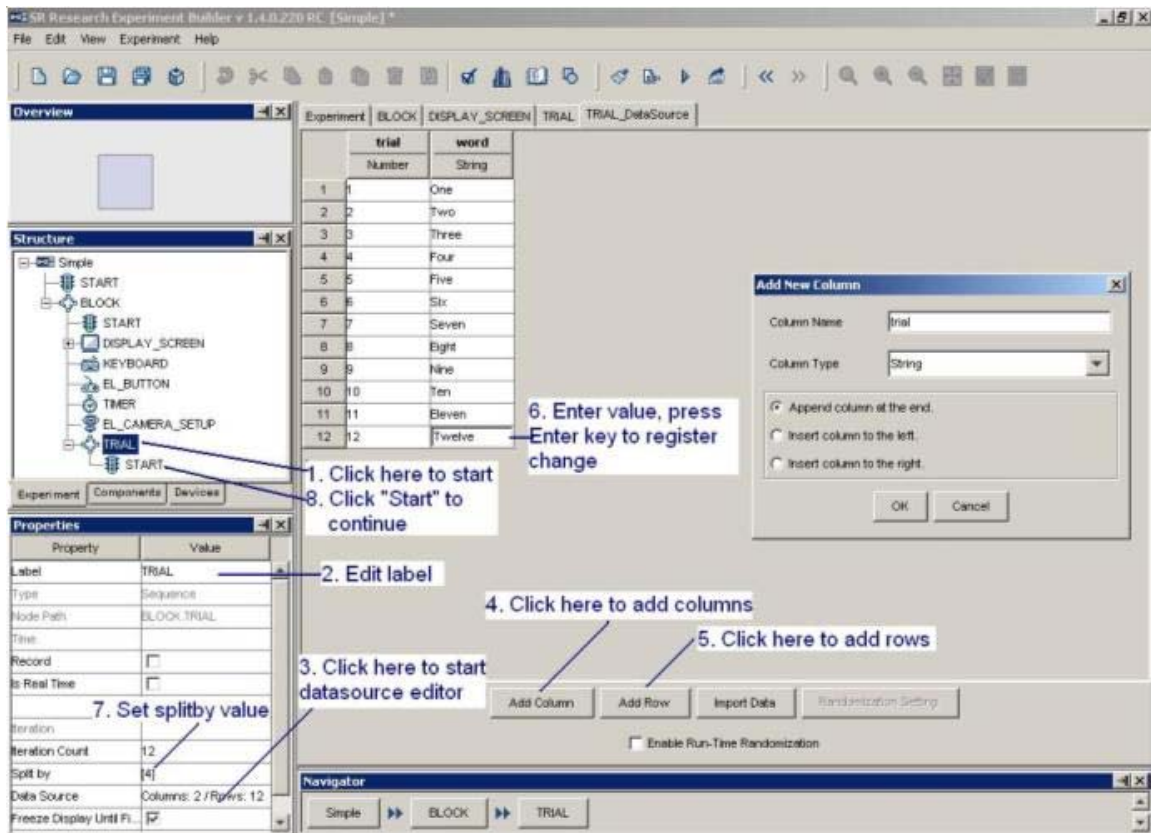 SR Research Experiment Builder v 1.4.0.220 RC [Simple] *
File Edit View Experiment Help
Overview
Structure
Simple
START
BLOCK
START
DISPLAY_SCREEN
KEYBOARD
EL_BUTTON
TIMER
EL_CAMERA_SETUP
TRIAL
START
Experiment Components Devices
Properties
Property Value
Label TRIAL
Type Sequence
Node Path BLOCK.TRIAL
Time
Record
Is Real Time
7. Set splitby value
Iteration
Iteration Count 12
Split by [4]
Data Source Columns: 2 / Rows: 12
Freeze Display Until Fi...
Experiment BLOCK DISPLAY_SCREEN TRIAL TRIAL_DataSource
trial word
Number String
1 1 One
2 2 Two
3 3 Three
4 4 Four
5 5 Five
6 6 Six
7 7 Seven
8 8 Eight
9 9 Nine
10 10 Ten
11 11 Eleven
12 12 Twelve
6. Enter value, press
Enter key to register
change
1. Click here to start
8. Click "Start" to
continue
2. Edit label
3. Click here to start
datasource editor
4. Click here to add columns
5. Click here to add rows
Add New Column
Column Name trial
Column Type String
Append column at the end.
Insert column to the left.
Insert column to the right.
OK Cancel
Add Column Add Row Import Data Randomization Setting
Enable Run-Time Randomization
Navigator
Simple BLOCK TRIAL